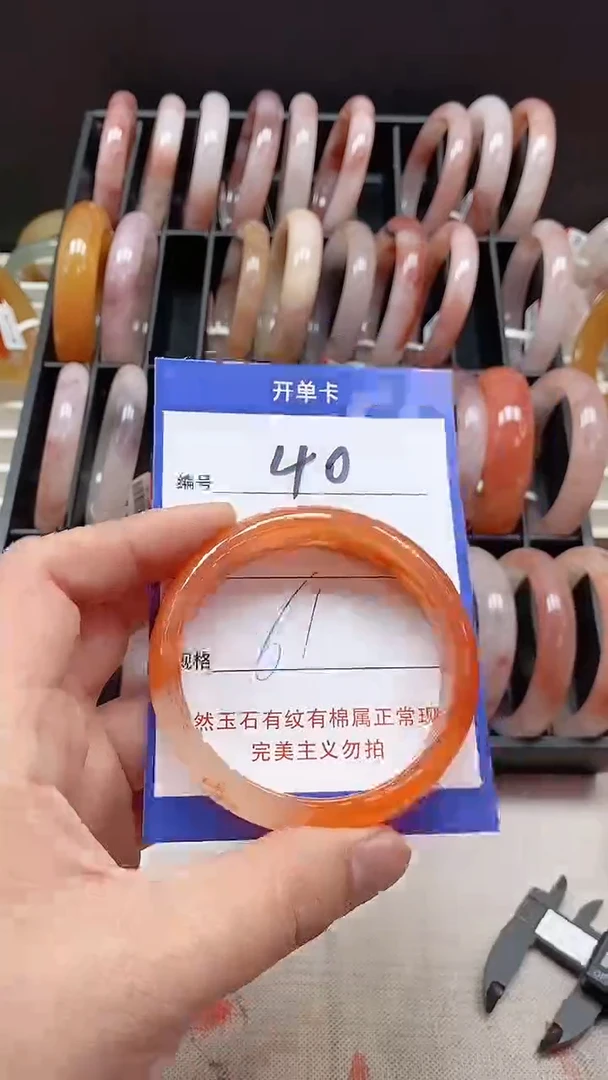 开单卡
编号 40
规格 61
然玉石有纹有棉属正常现
完美主义勿拍